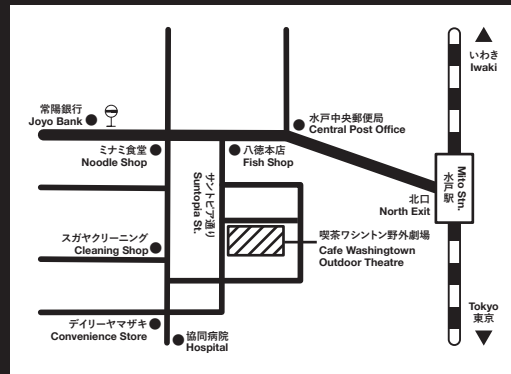 いわき
Iwaki
常陽銀行
Joyo Bank
水戸中央郵便局
Central Post Office
ミナミ食堂
Noodle Shop
八徳本店
Fish Shop
サントピア通り
Suntopia St.
Mito Stn.
水戸駅
北口
North Exit
スガヤクリーニング
Cleaning Shop
喫茶ワシントン野外劇場
Cafe Washingtown
Outdoor Theatre
Tokyo
東京
デイリーヤマザキ
Convenience Store
協同病院
Hospital